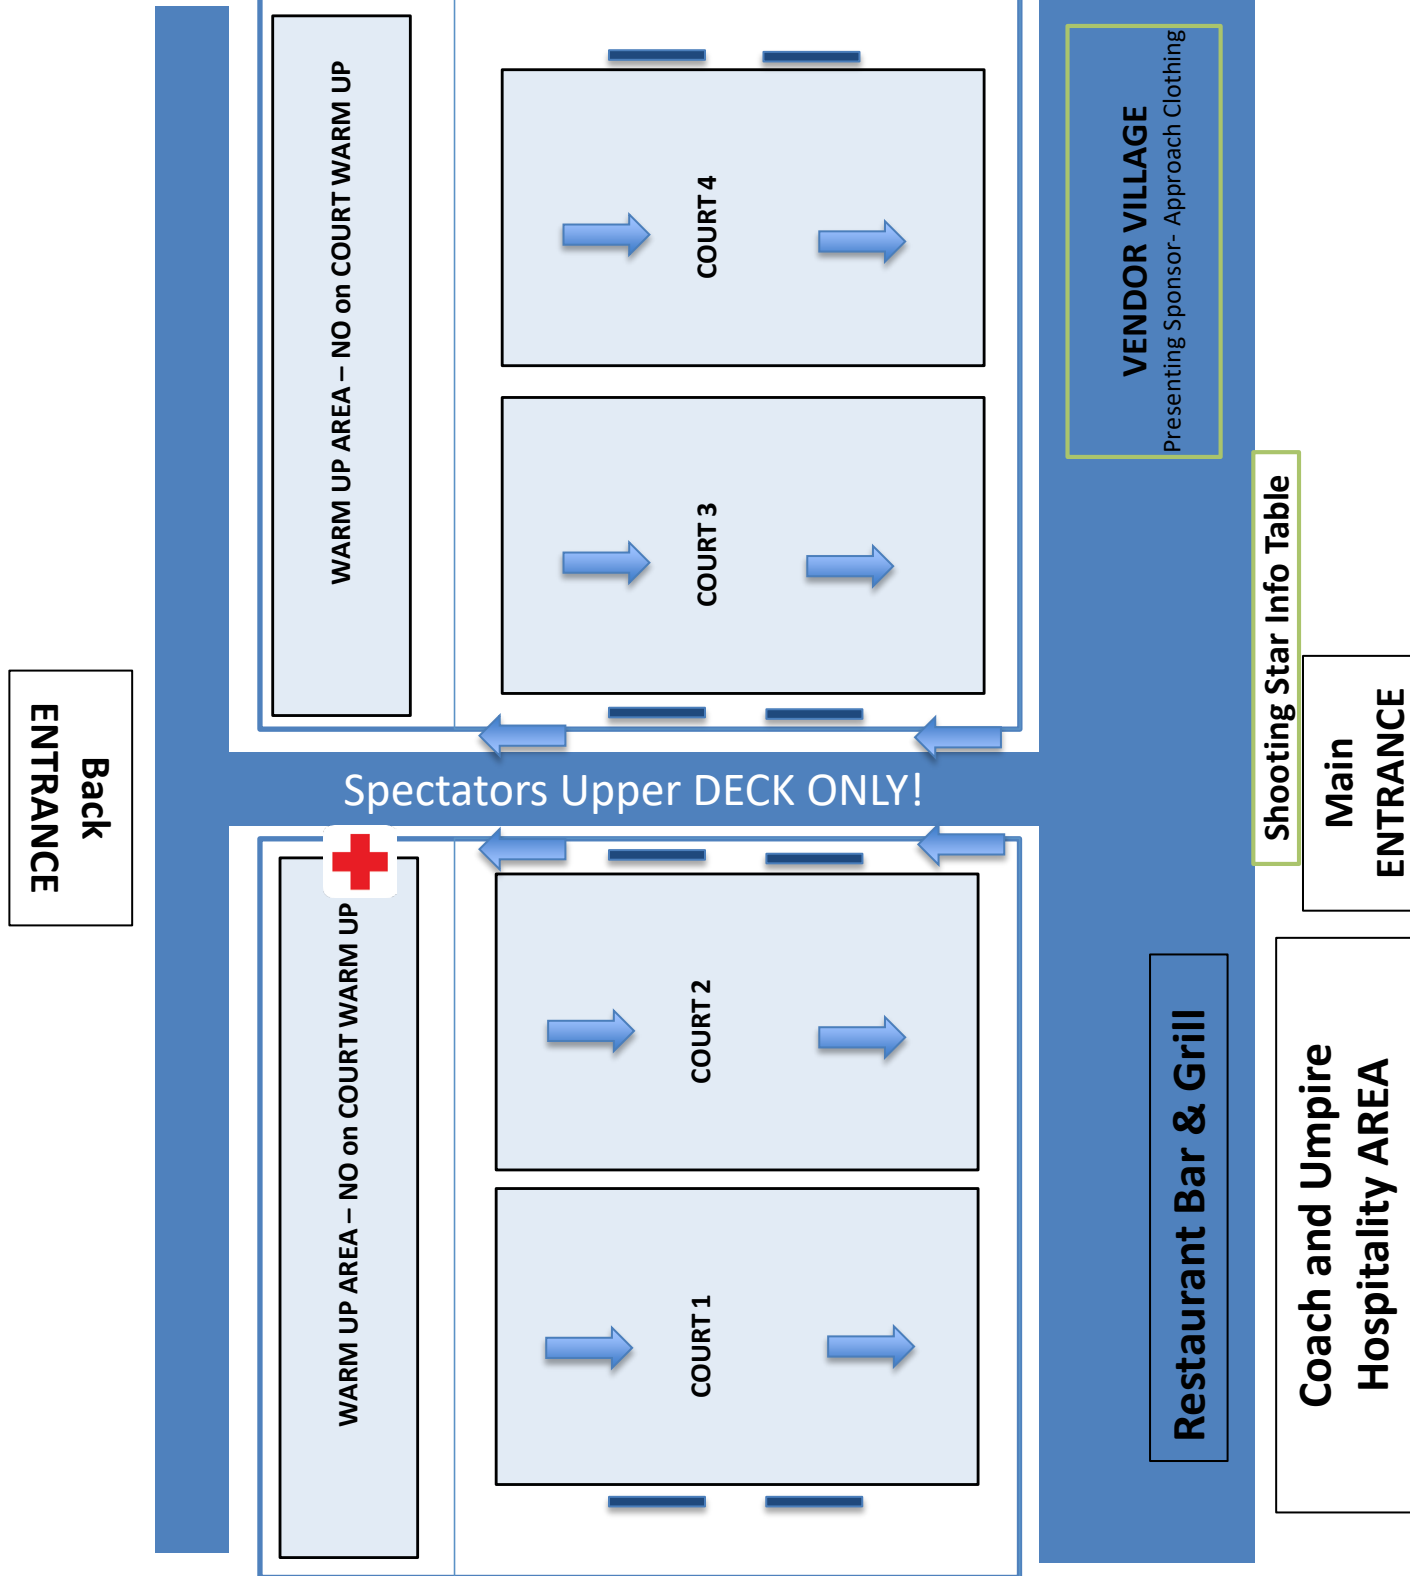 Back
ENTRANCE
WARM UP AREA – NO on COURT WARM UP
WARM UP AREA – NO on COURT WARM UP
COURT 1
COURT 2
COURT 3
COURT 4
Spectators Upper DECK ONLY!
Restaurant Bar & Grill
VENDOR VILLAGE
Presenting Sponsor- Approach Clothing
Shooting Star Info Table
Main
ENTRANCE
Coach and Umpire
Hospitality AREA